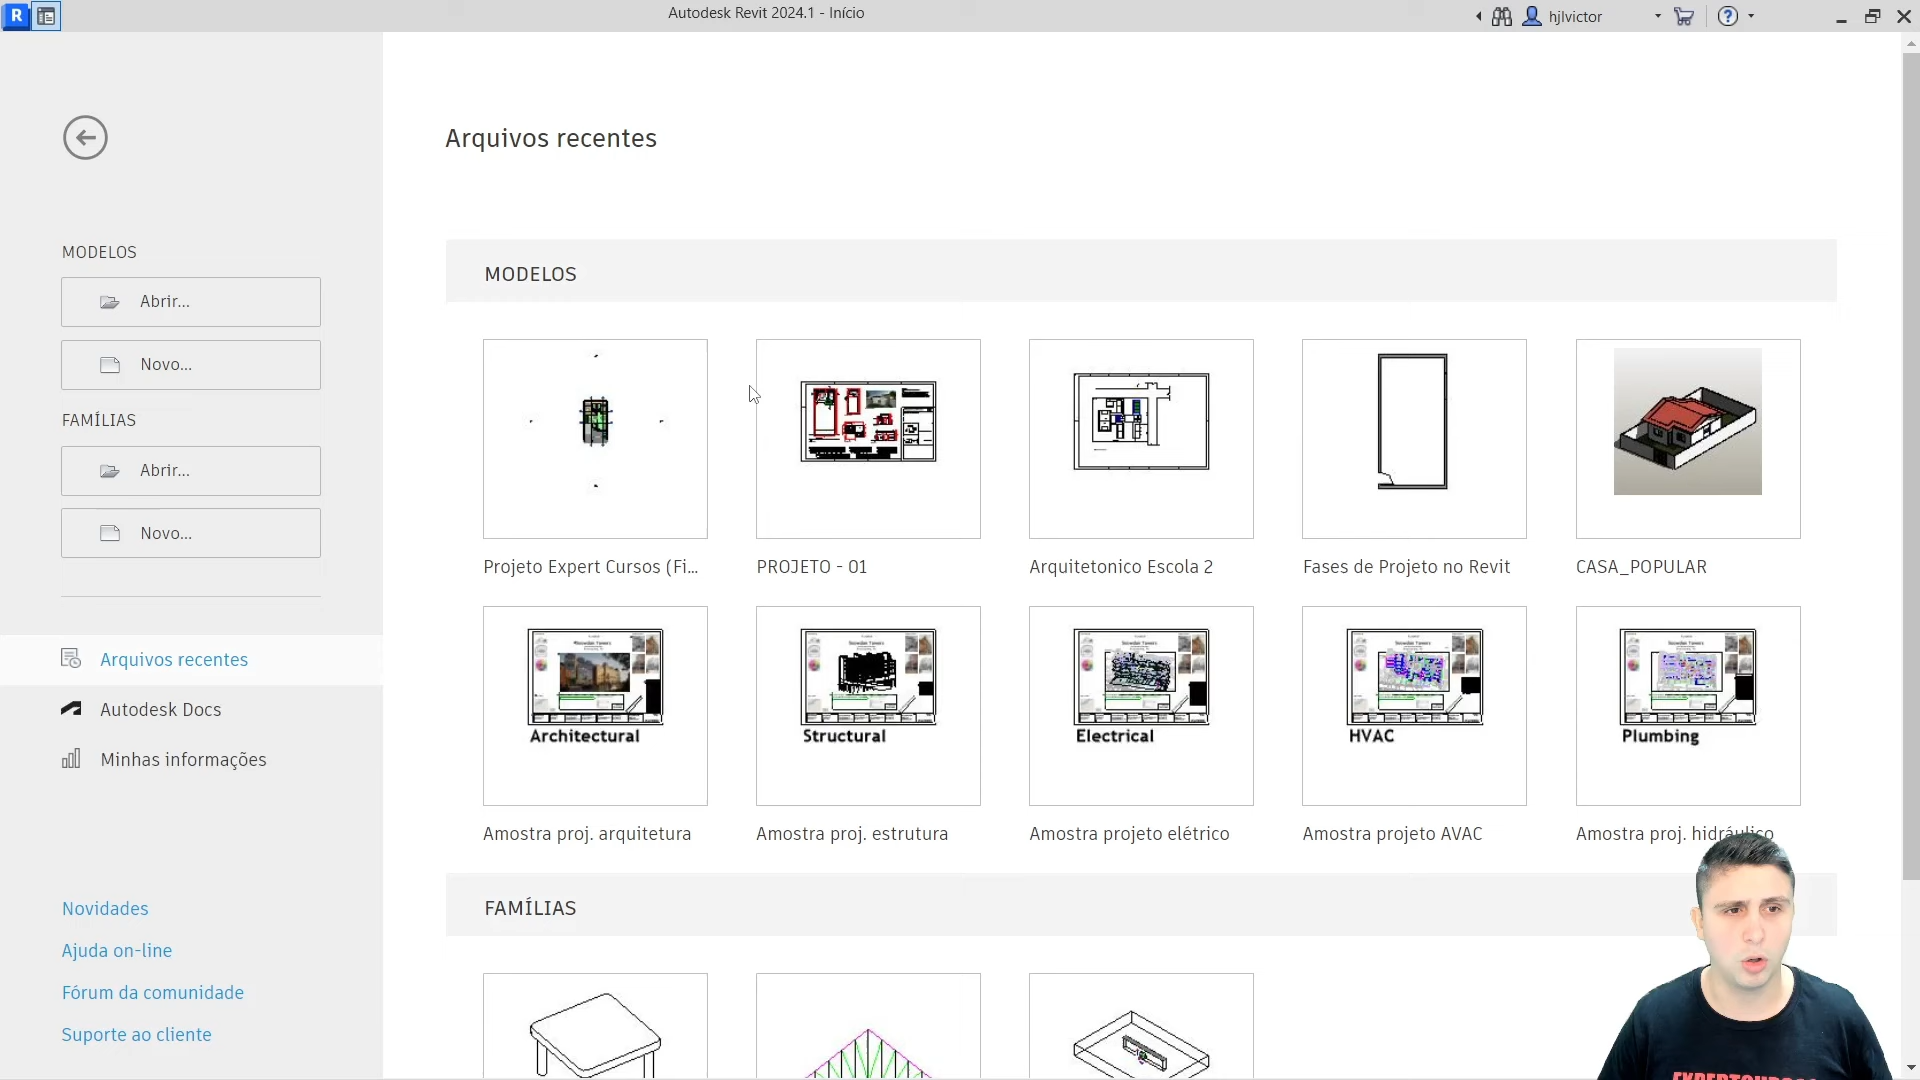 R
Autodesk Revit 2024.1 - Início
hjlvictor
?
Arquivos recentes
MODELOS
Abrir...
Novo...
FAMÍLIAS
Abrir...
Novo...
Arquivos recentes
Autodesk Docs
Minhas informações
Novidades
Ajuda on-line
Fórum da comunidade
Suporte ao cliente
MODELOS
Projeto Expert Cursos (Fi...
PROJETO - 01
Arquitetonico Escola 2
Fases de Projeto no Revit
CASA_POPULAR
Architectural
Structural
Electrical
HVAC
Plumbing
Amostra proj. arquitetura
Amostra proj. estrutura
Amostra projeto elétrico
Amostra projeto AVAC
Amostra proj. hidráulico
FAMÍLIAS